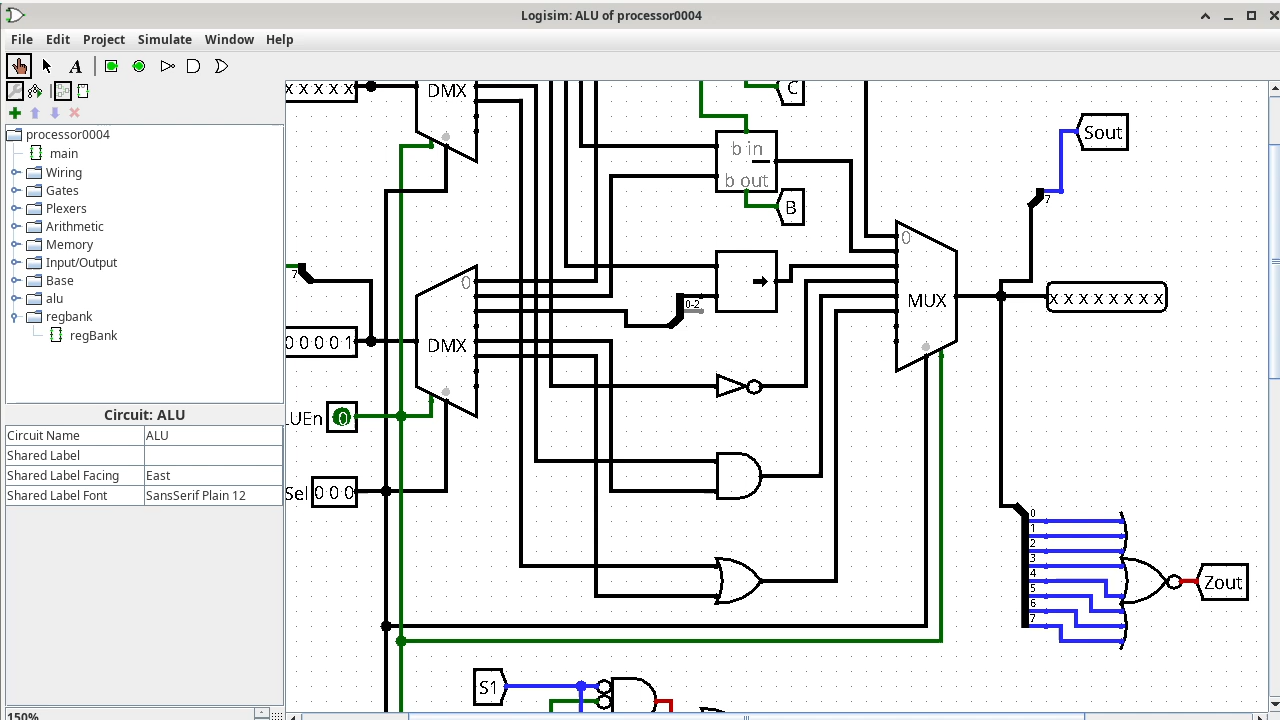 Logisim: ALU of processor0004
File Edit Project Simulate Window Help
processor0004
main
Wiring
Gates
Plexers
Arithmetic
Memory
Input/Output
Base
alu
regbank
regBank
Circuit: ALU
Circuit Name ALU
Shared Label
Shared Label Facing East
Shared Label Font SansSerif Plain 12
150%
x x x x x
DMX
C
b in
b out
B
Sout
7
0
7
0
DMX
0-2
MUX
x x x x x x x x
0 0 0 0 1
UEn 0
Sel 0 0 0
0
1
2
3
4
5
6
7
Zout
S1